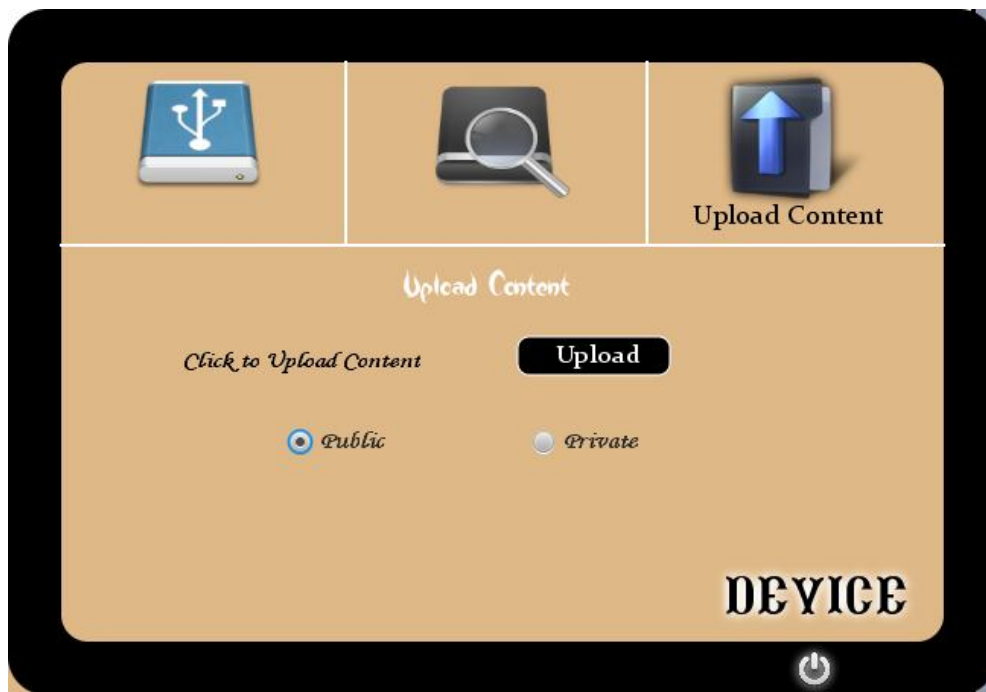 Upload Content
Upload Content
Click to Upload Content
Upload
Public
Private
DEVICE